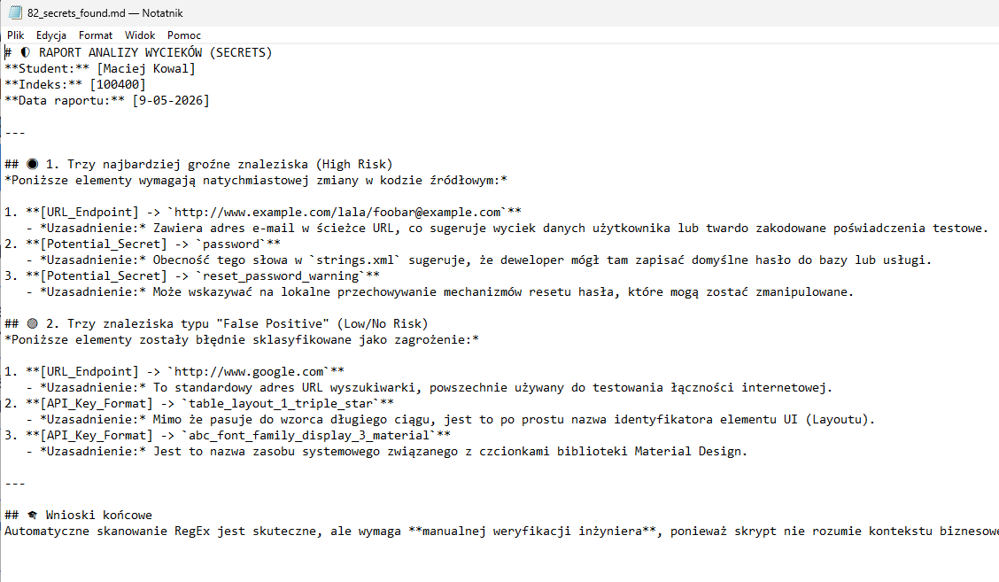 82_secrets_found.md — Notatnik
Plik Edycja Format Widok Pomoc
# 🌓 RAPORT ANALIZY WYCIEKÓW (SECRETS)
**Student:** [Maciej Kowal]
**Indeks:** [100400]
**Data raportu:** [9-05-2026]
---
## 🌑 1. Trzy najbardziej groźne znaleziska (High Risk)
*Poniższe elementy wymagają natychmiastowej zmiany w kodzie źródłowym:*
1. **[URL_Endpoint] -> `http://www.example.com/lala/foobar@example.com`**
- *Uzasadnienie:* Zawiera adres e-mail w ścieżce URL, co sugeruje wyciek danych użytkownika lub twardo zakodowane poświadczenia testowe.
2. **[Potential_Secret] -> `password`**
- *Uzasadnienie:* Obecność tego słowa w `strings.xml` sugeruje, że deweloper mógł tam zapisać domyślne hasło do bazy lub usługi.
3. **[Potential_Secret] -> `reset_password_warning`**
- *Uzasadnienie:* Może wskazywać na lokalne przechowywanie mechanizmów resetu hasła, które mogą zostać zmanipulowane.
## 🟡 2. Trzy znaleziska typu "False Positive" (Low/No Risk)
*Poniższe elementy zostały błędnie sklasyfikowane jako zagrożenie:*
1. **[URL_Endpoint] -> `http://www.google.com`**
- *Uzasadnienie:* To standardowy adres URL wyszukiwarki, powszechnie używany do testowania łączności internetowej.
2. **[API_Key_Format] -> `table_layout_1_triple_star`**
- *Uzasadnienie:* Mimo że pasuje do wzorca długiego ciągu, jest to po prostu nazwa identyfikatora elementu UI (Layoutu).
3. **[API_Key_Format] -> `abc_font_family_display_3_material`**
- *Uzasadnienie:* Jest to nazwa zasobu systemowego związanego z czcionkami biblioteki Material Design.
---
## 🎓 Wnioski końcowe
Automatyczne skanowanie RegEx jest skuteczne, ale wymaga **manualnej weryfikacji inżyniera**, ponieważ skrypt nie rozumie kontekstu